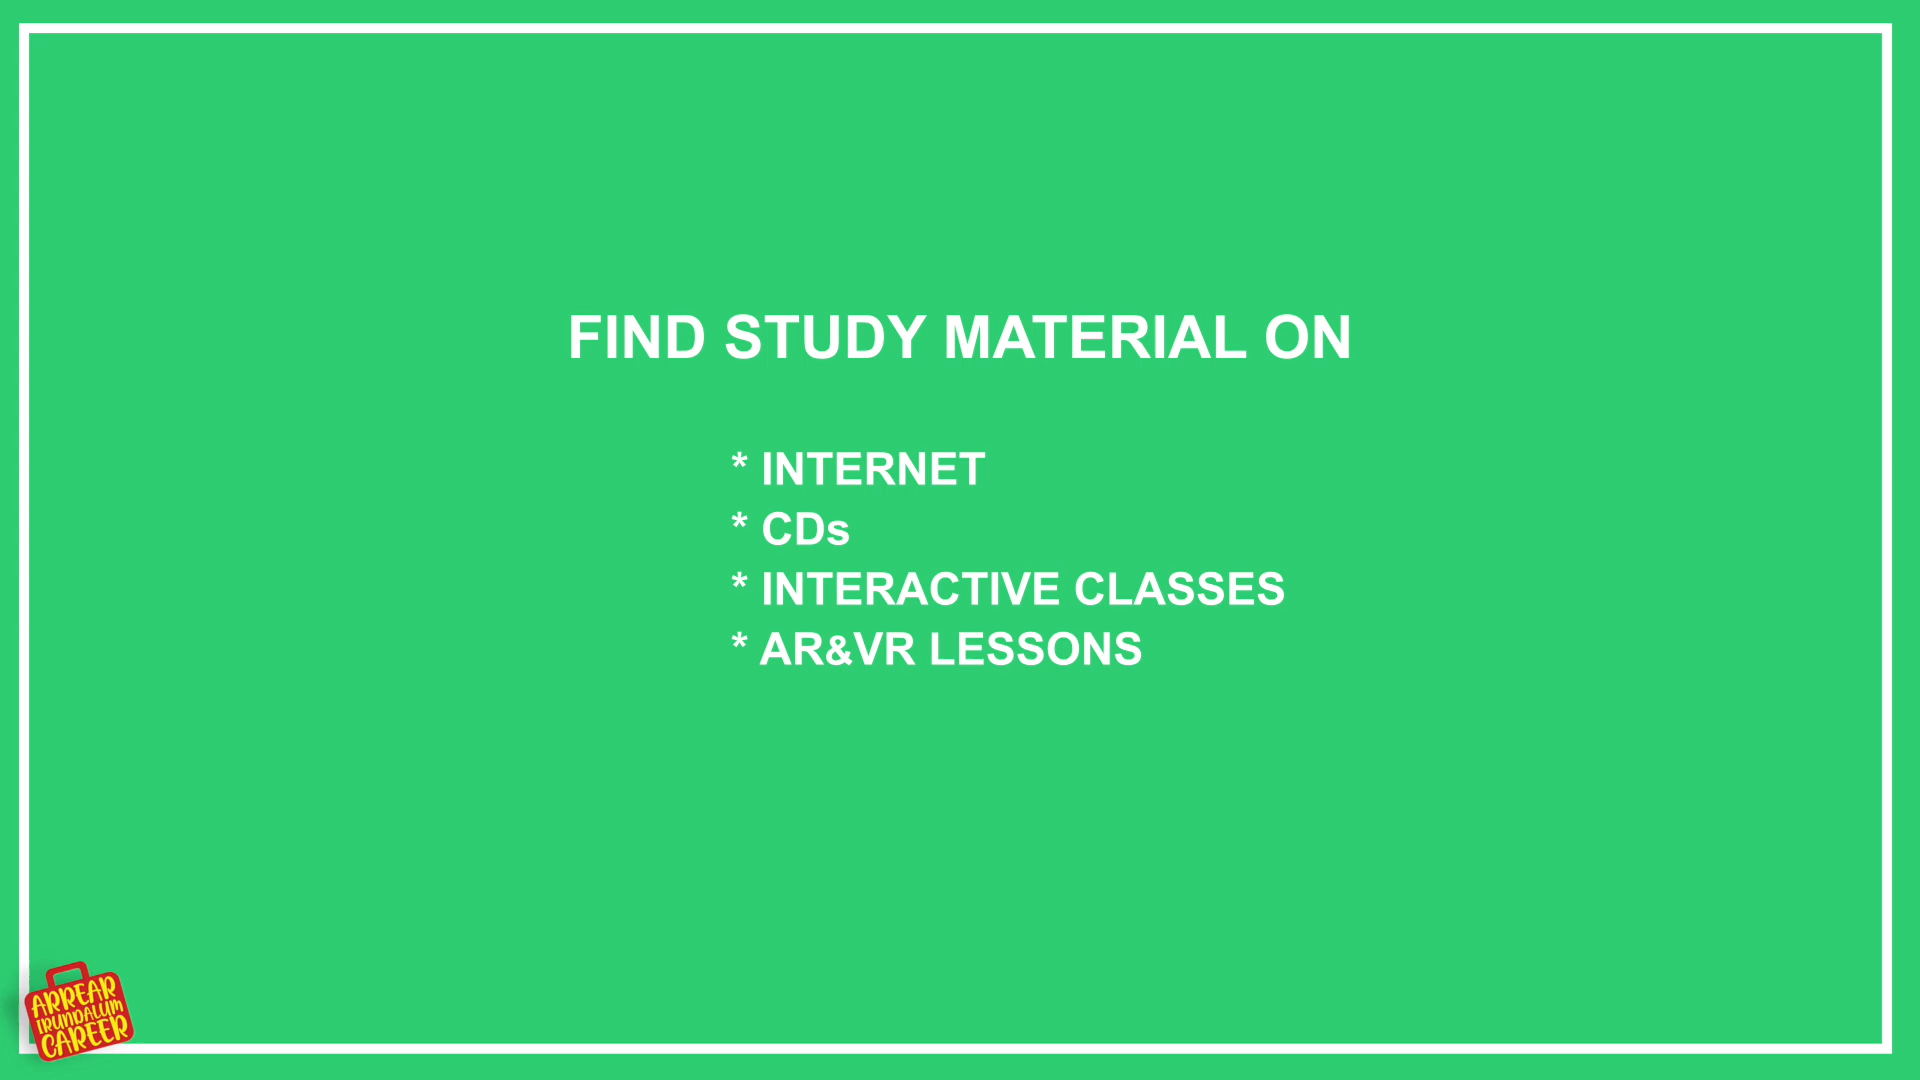 FIND STUDY MATERIAL ON
* INTERNET
* CDs
* INTERACTIVE CLASSES
* AR&VR LESSONS
ARREAR
IRUNDALUM
CAREER